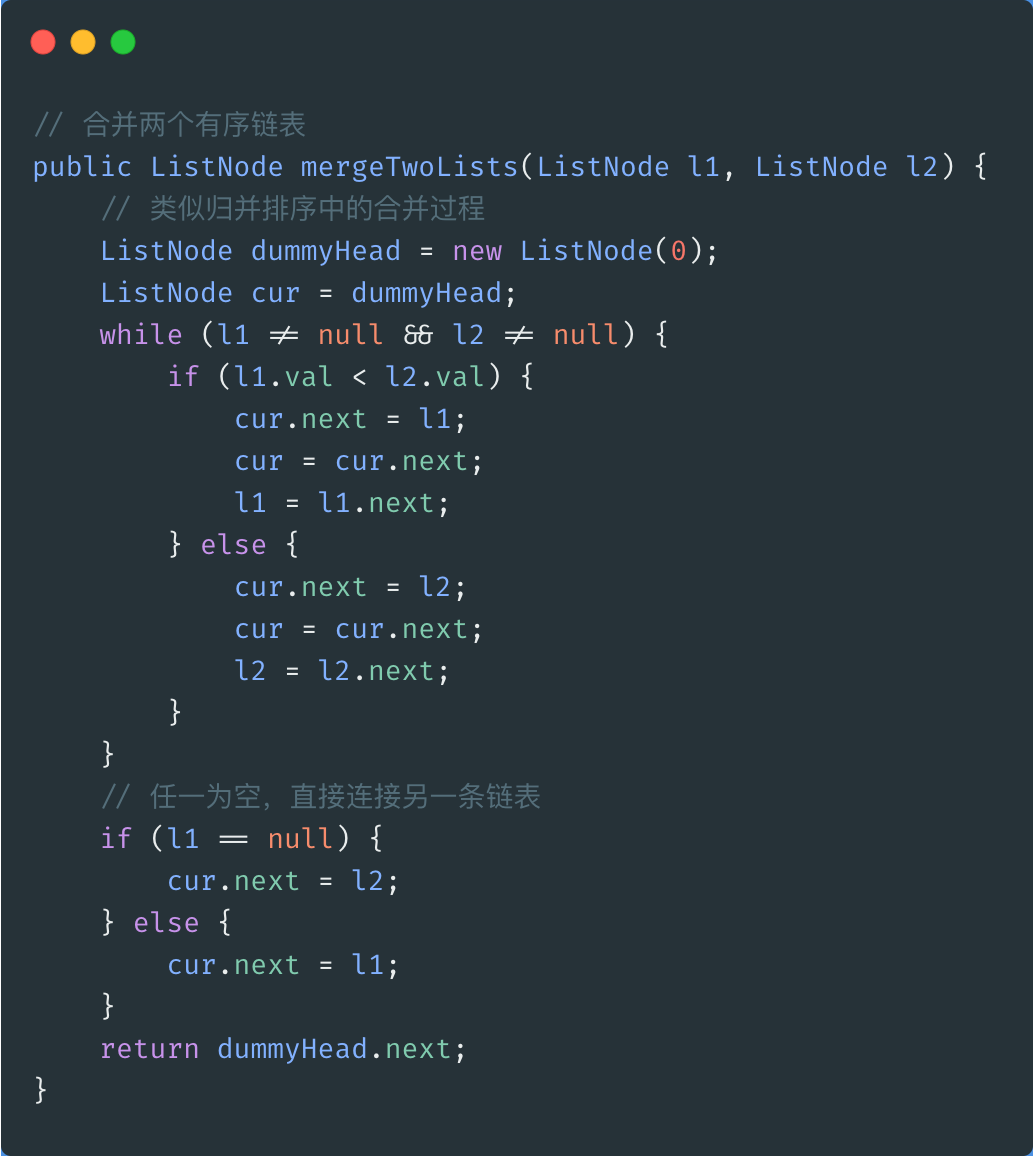 // 合并两个有序链表
public ListNode mergeTwoLists(ListNode l1, ListNode l2) {
    // 类似归并排序中的合并过程
    ListNode dummyHead = new ListNode(0);
    ListNode cur = dummyHead;
    while (l1 != null && l2 != null) {
        if (l1.val < l2.val) {
            cur.next = l1;
            cur = cur.next;
            l1 = l1.next;
        } else {
            cur.next = l2;
            cur = cur.next;
            l2 = l2.next;
        }
    }
    // 任一为空，直接连接另一条链表
    if (l1 == null) {
        cur.next = l2;
    } else {
        cur.next = l1;
    }
    return dummyHead.next;
}